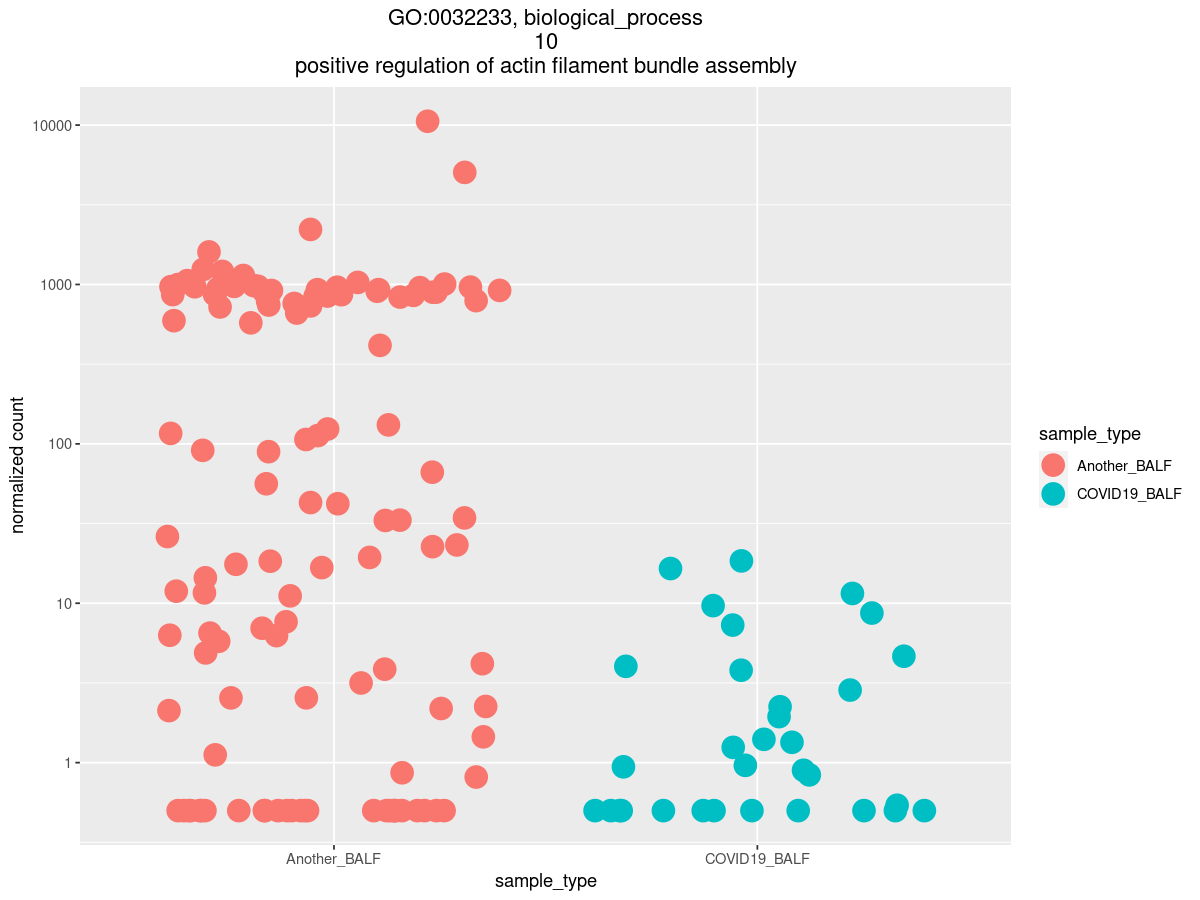 GO:0032233, biological_process
10
positive regulation of actin filament bundle assembly
10000
1000
100
10
1
normalized count
Another_BALF
COVID19_BALF
sample_type
sample_type
Another_BALF
COVID19_BALF